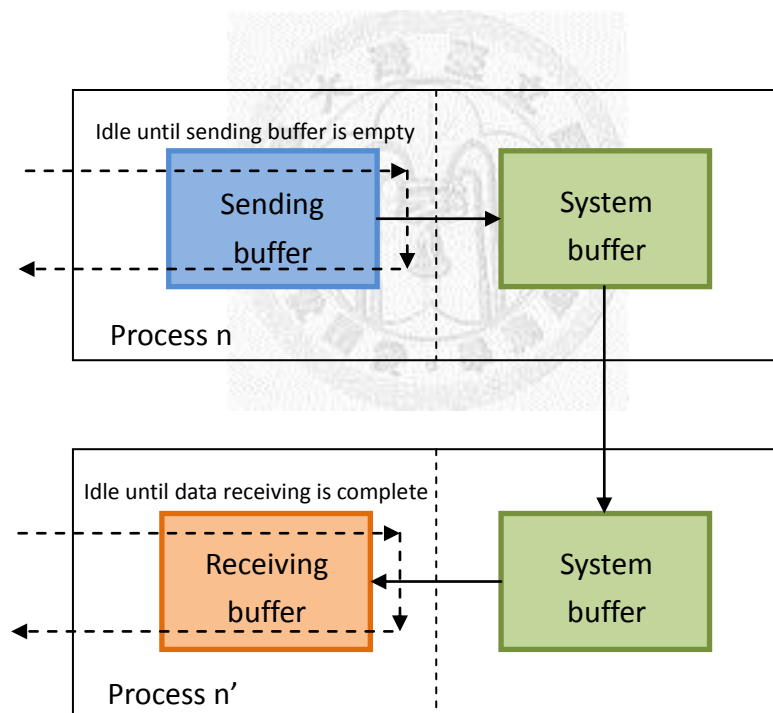 Idle until sending buffer is empty
Sending
buffer
System
buffer
Process n
Idle until data receiving is complete
Receiving
buffer
System
buffer
Process n’